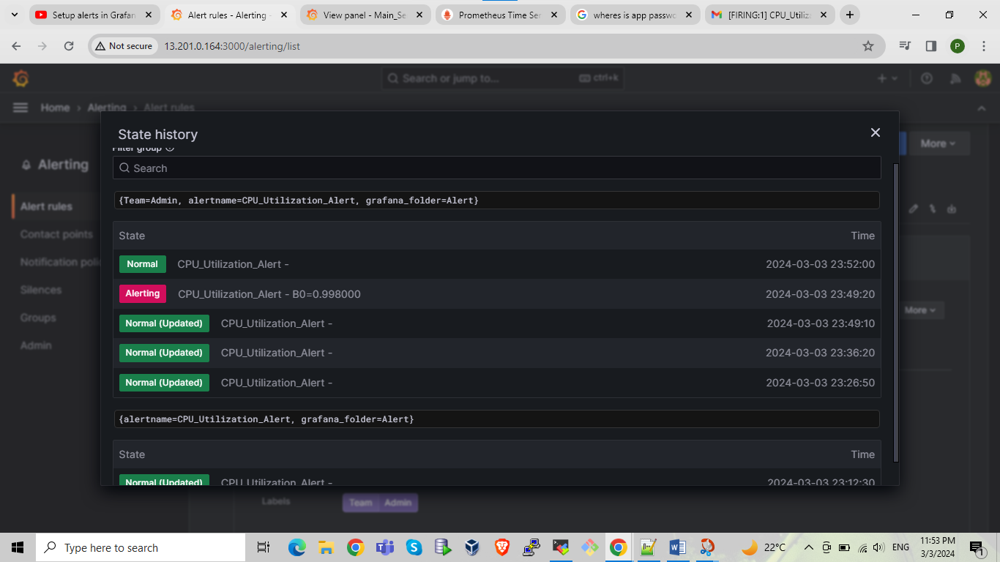 Setup alerts in Grafan
Alert rules - Alerting -
View panel - Main_Se
Prometheus Time Ser
wheres is app passwo
[FIRING:1] CPU_Utiliza
Not secure
13.201.0.164:3000/alerting/list
Search or jump to...
ctrl+k
Home › Alerting › Alert rules
State history
More
Filter group
Alerting
Search
Alert rules
{Team=Admin, alertname=CPU_Utilization_Alert, grafana_folder=Alert}
Contact points
State Time
Notification poli
Normal CPU_Utilization_Alert - 2024-03-03 23:52:00
Silences
Alerting CPU_Utilization_Alert - B0=0.998000 2024-03-03 23:49:20
Groups
More
Normal (Updated) CPU_Utilization_Alert - 2024-03-03 23:49:10
Admin
Normal (Updated) CPU_Utilization_Alert - 2024-03-03 23:36:20
Normal (Updated) CPU_Utilization_Alert - 2024-03-03 23:26:50
{alertname=CPU_Utilization_Alert, grafana_folder=Alert}
State Time
Normal (Updated) CPU_Utilization_Alert - 2024-03-03 23:12:30
Labels Team Admin
Type here to search
22°C
ENG
11:53 PM
3/3/2024
1